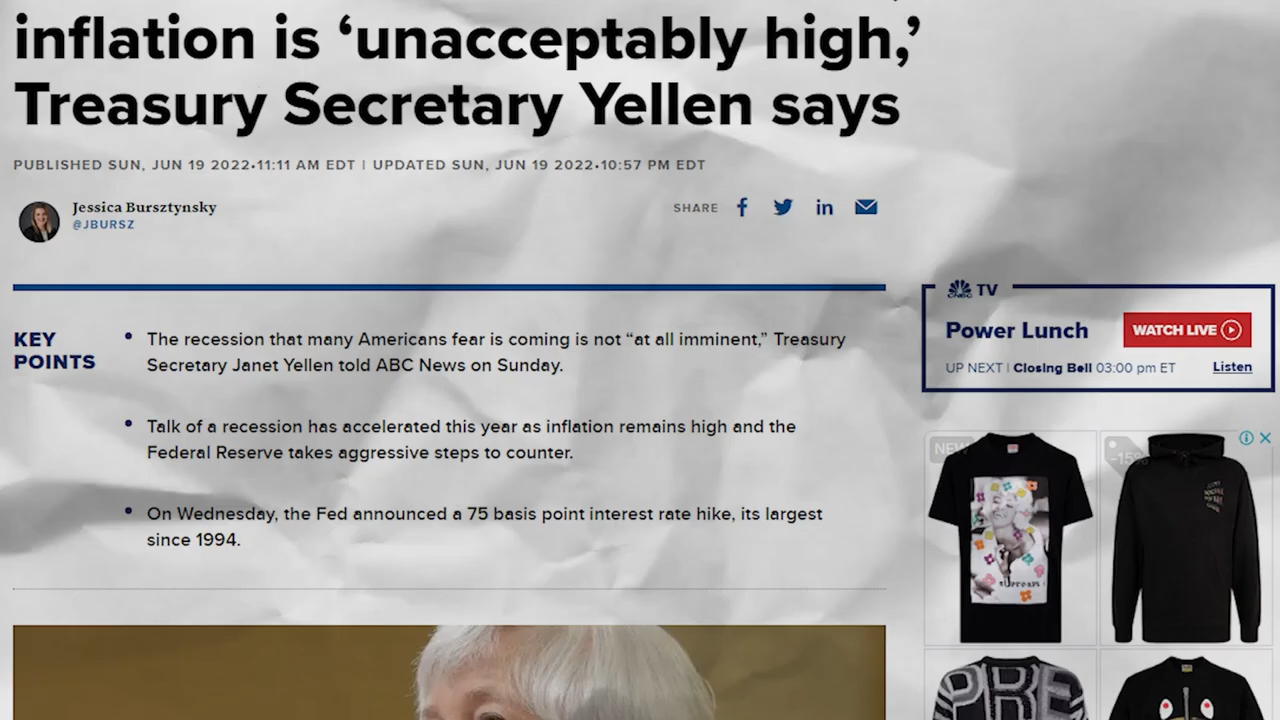 inflation is ‘unacceptably high,’
Treasury Secretary Yellen says
PUBLISHED SUN, JUN 19 2022•11:11 AM EDT | UPDATED SUN, JUN 19 2022•10:57 PM EDT
Jessica Bursztynsky
@JBURSZ
SHARE
KEY
POINTS
The recession that many Americans fear is coming is not “at all imminent,” Treasury
Secretary Janet Yellen told ABC News on Sunday.
Talk of a recession has accelerated this year as inflation remains high and the
Federal Reserve takes aggressive steps to counter.
On Wednesday, the Fed announced a 75 basis point interest rate hike, its largest
since 1994.
CNBC TV
Power Lunch
WATCH LIVE
UP NEXT | Closing Bell 03:00 pm ET
Listen
NEW
-15%
PRE